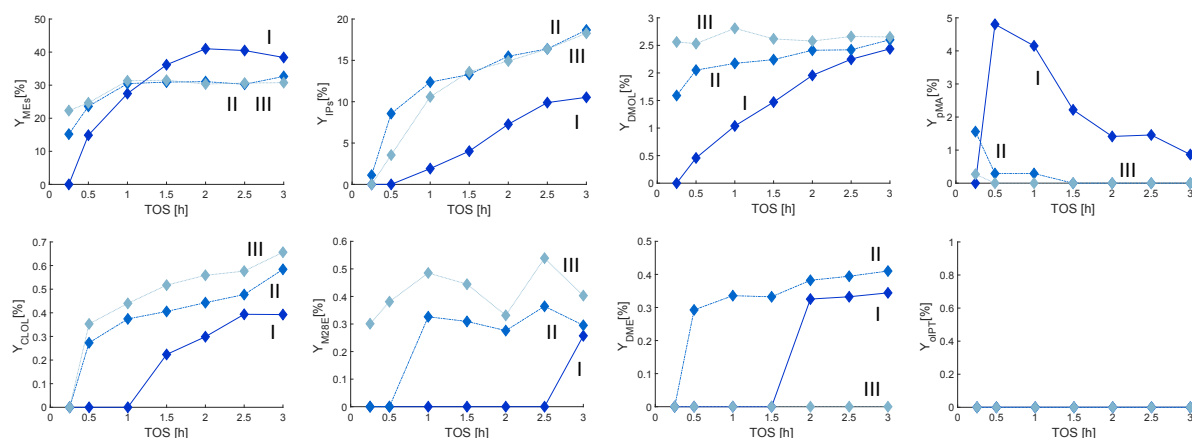 Y_MEs[%]
50
40
30
20
10
0
I
II III
0 0.5 1 1.5 2 2.5 3
TOS [h]
Y_IPs[%]
20
15
10
5
0
II
III
I
0 0.5 1 1.5 2 2.5 3
TOS [h]
Y_DMOL[%]
3.0
2.5
2.0
1.5
1.0
0.5
0
III
II
I
0 0.5 1 1.5 2 2.5 3
TOS [h]
Y_pMA[%]
5
4
3
2
1
0
I
II
III
0 0.5 1 1.5 2 2.5 3
TOS [h]
Y_CLOL[%]
0.7
0.6
0.5
0.4
0.3
0.2
0.1
0
III
II
I
0 0.5 1 1.5 2 2.5 3
TOS [h]
Y_M28E[%]
0.6
0.5
0.4
0.3
0.2
0.1
0
III
II
I
0 0.5 1 1.5 2 2.5 3
TOS [h]
Y_DME[%]
0.5
0.4
0.3
0.2
0.1
0
II
I
III
0 0.5 1 1.5 2 2.5 3
TOS [h]
Y_oIPT[%]
1
0
0 0.5 1 1.5 2 2.5 3
TOS [h]